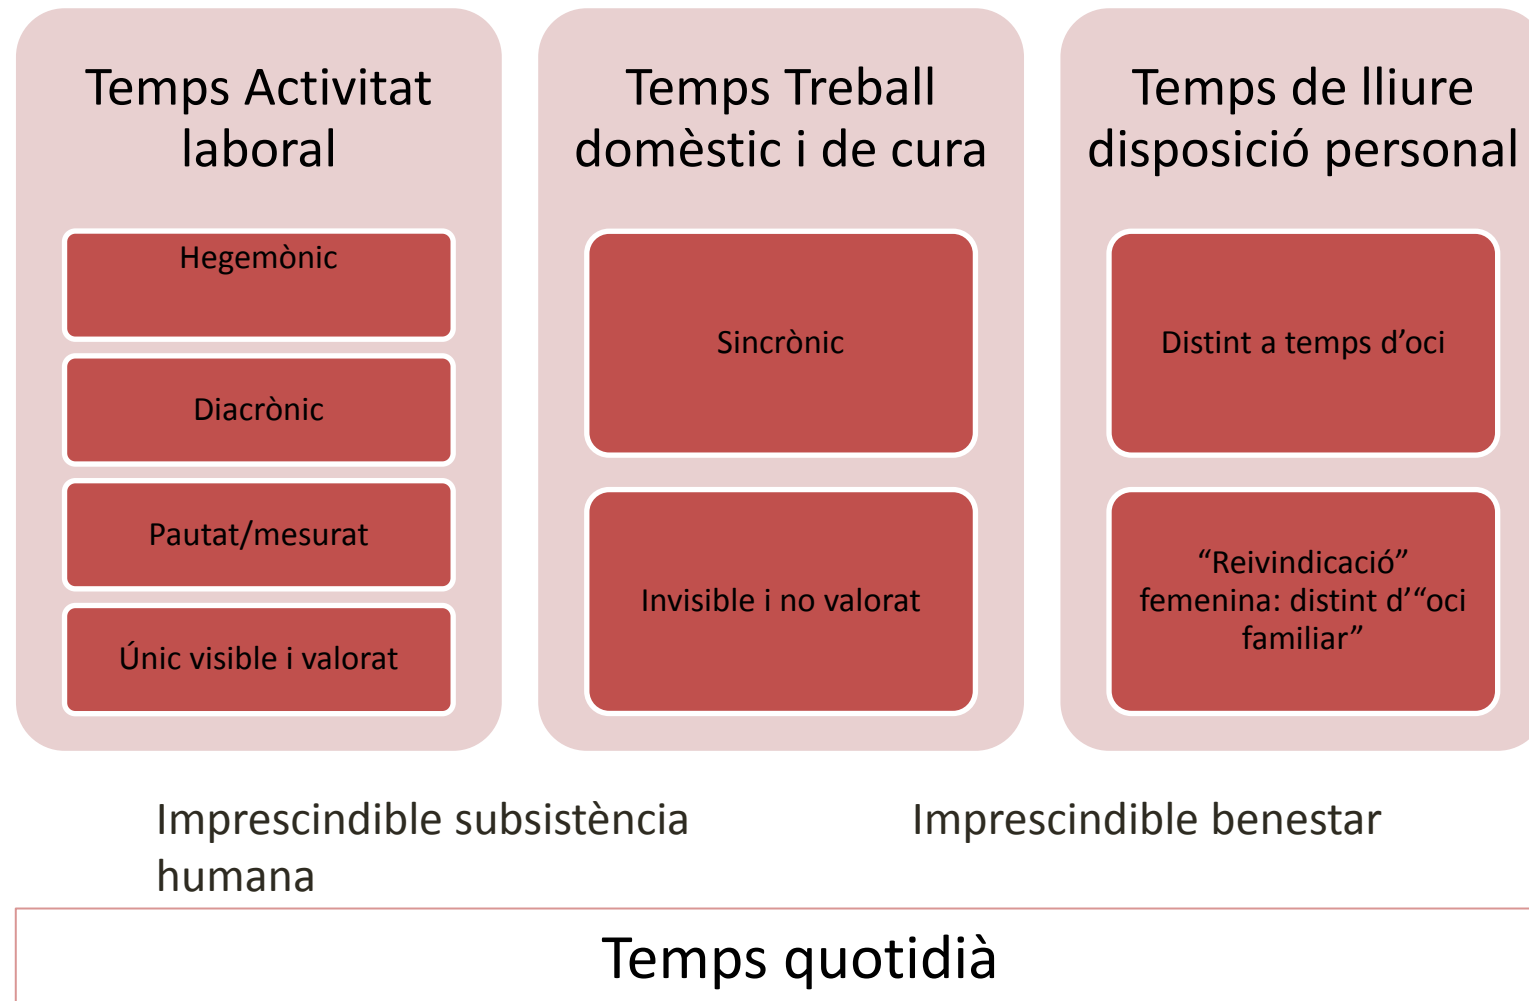 Temps Activitat
laboral
Hegemònic
Diacrònic
Pautat/mesurat
Únic visible i valorat
Temps Treball
domèstic i de cura
Sincrònic
Invisible i no valorat
Temps de lliure
disposició personal
Distint a temps d’oci
“Reivindicació”
femenina: distint d’“oci
familiar”
Imprescindible subsistència
humana
Imprescindible benestar
Temps quotidià